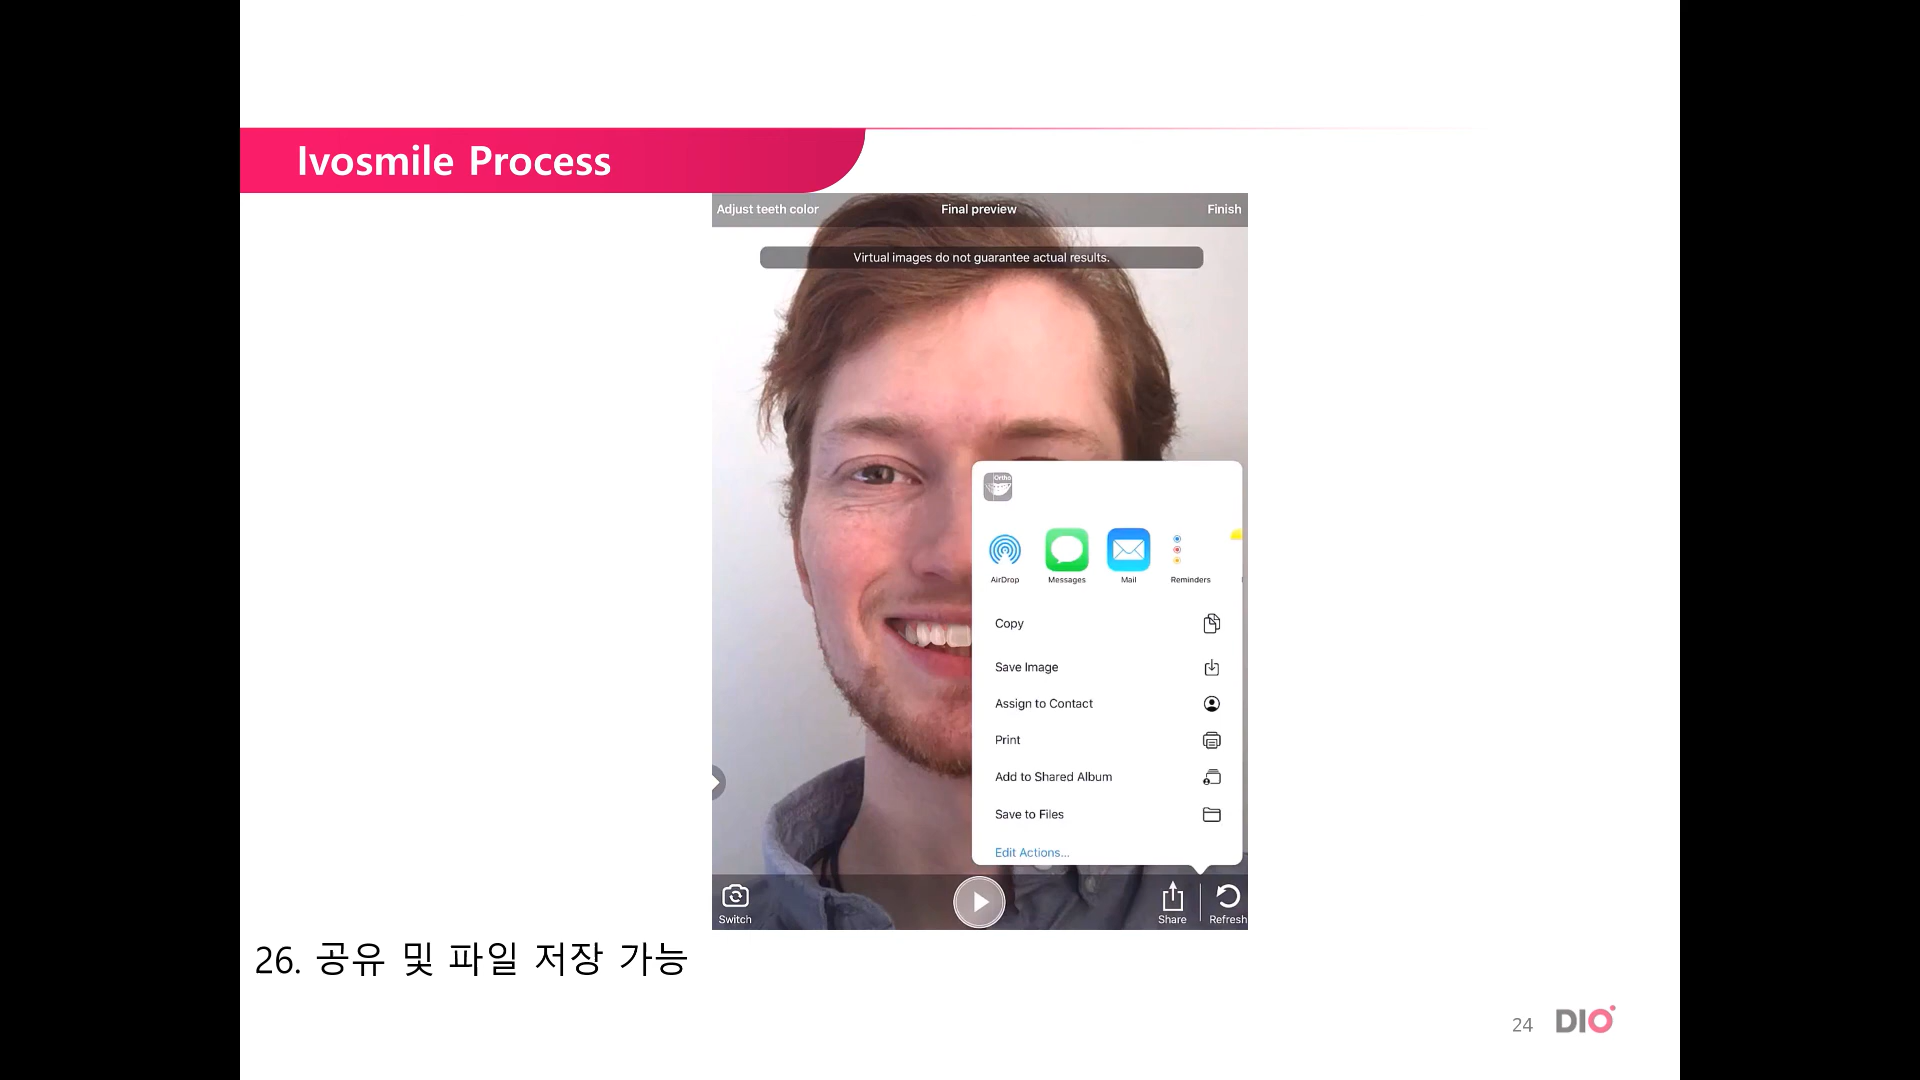 Ivosmile Process
Adjust teeth color
Final preview
Finish
Virtual images do not guarantee actual results.
Ortho
AirDrop
Messages
Mail
Reminders
Copy
Save Image
Assign to Contact
Print
Add to Shared Album
Save to Files
Edit Actions...
Switch
Share
Refresh
26. 공유 및 파일 저장 가능
24
DIO